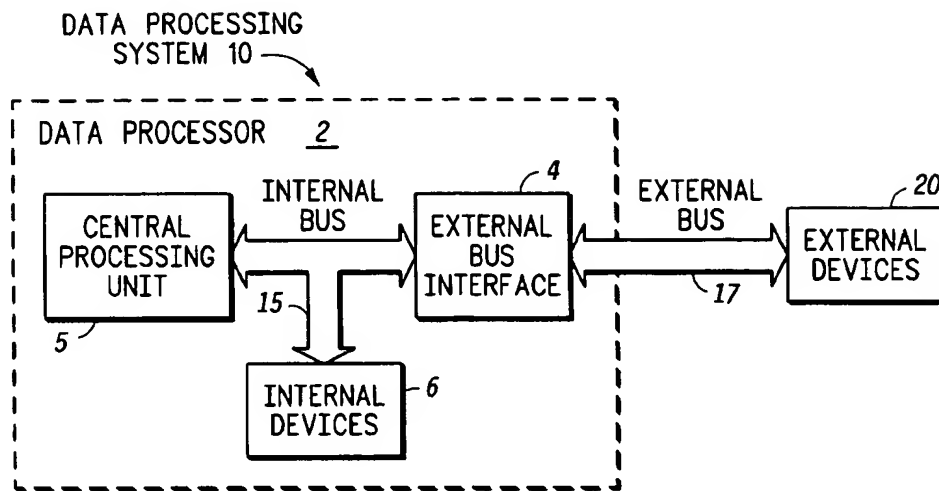 DATA PROCESSING
SYSTEM 10
DATA PROCESSOR 2
CENTRAL
PROCESSING
UNIT
5
INTERNAL
BUS
15
4
EXTERNAL
BUS
INTERFACE
EXTERNAL
BUS
17
20
EXTERNAL
DEVICES
INTERNAL
DEVICES
6